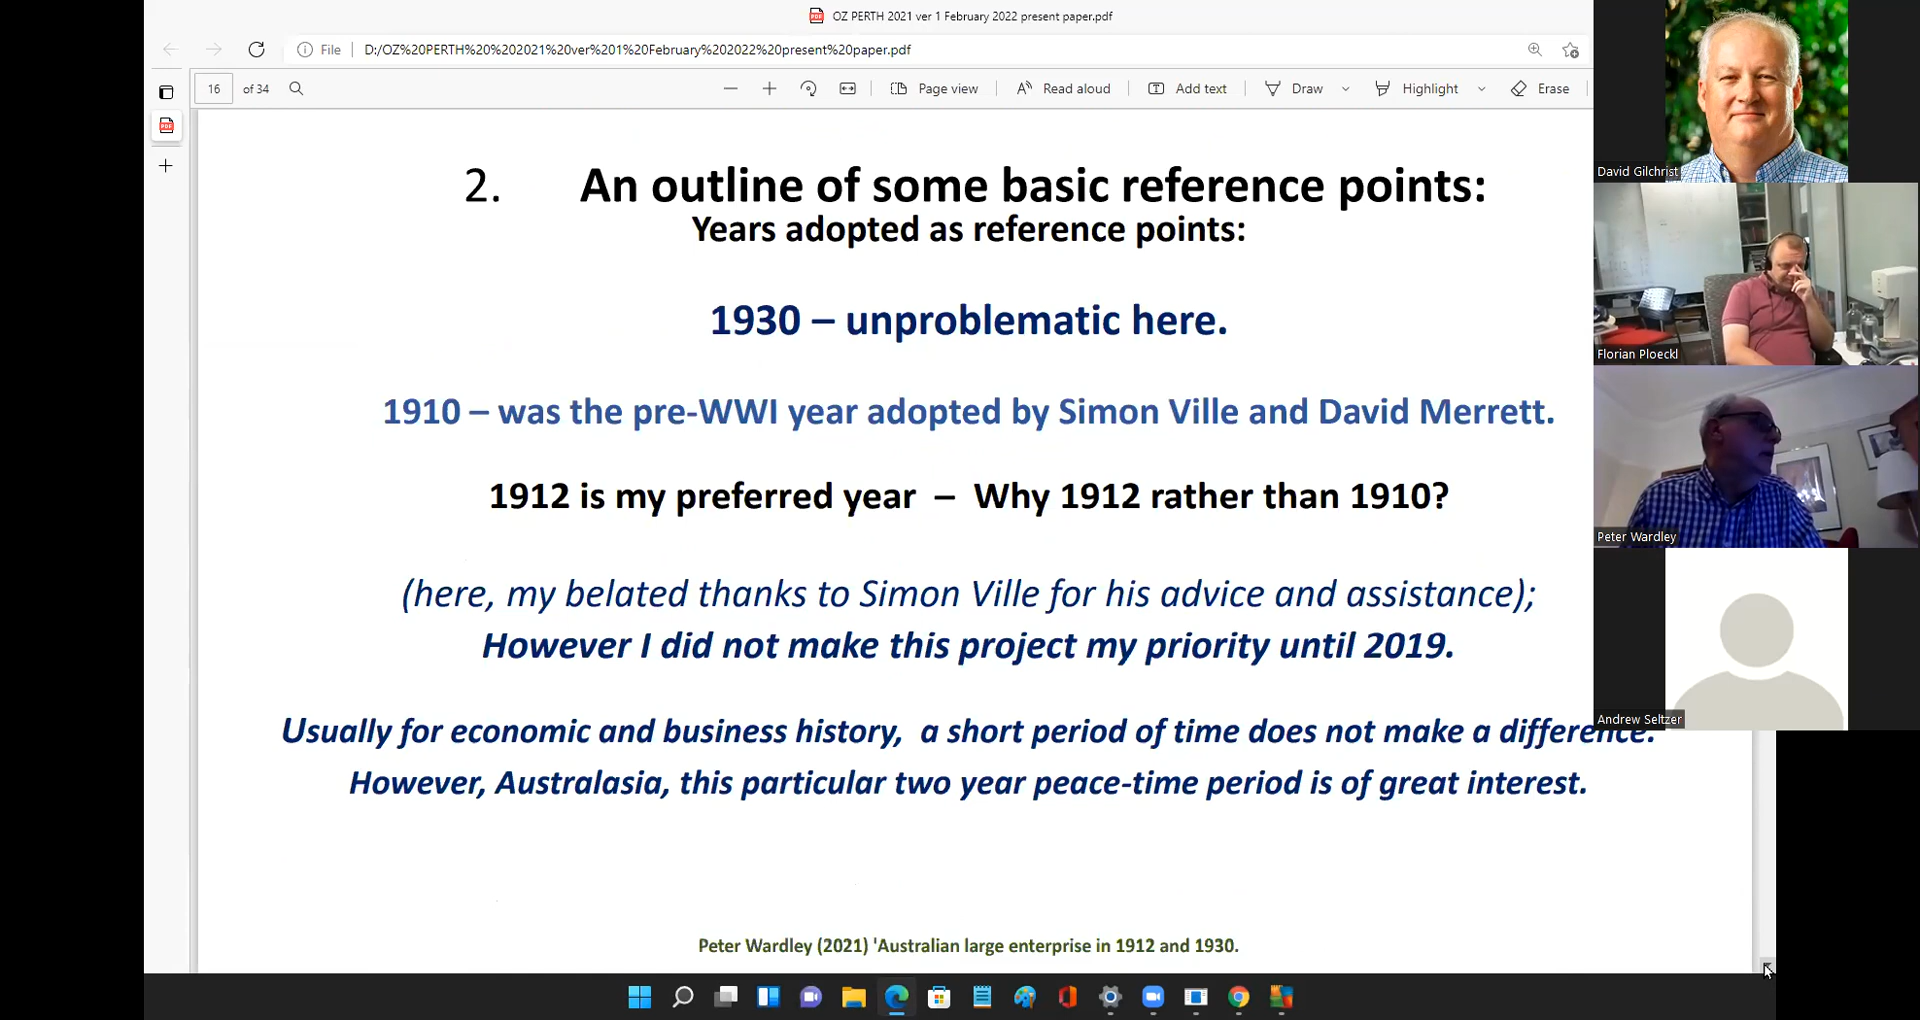 OZ PERTH 2021 ver 1 February 2022 present paper.pdf
File | D:/OZ%20PERTH%20%202021%20ver%201%20February%202022%20present%20paper.pdf
16 of 34
Page view
Read aloud
Add text
Draw
Highlight
Erase
2. An outline of some basic reference points:
Years adopted as reference points:
1930 – unproblematic here.
1910 – was the pre-WWI year adopted by Simon Ville and David Merrett.
1912 is my preferred year – Why 1912 rather than 1910?
(here, my belated thanks to Simon Ville for his advice and assistance);
However I did not make this project my priority until 2019.
Usually for economic and business history, a short period of time does not make a difference.
However, Australasia, this particular two year peace-time period is of great interest.
Peter Wardley (2021) 'Australian large enterprise in 1912 and 1930.
David Gilchrist
Florian Ploeckl
Peter Wardley
Andrew Seltzer